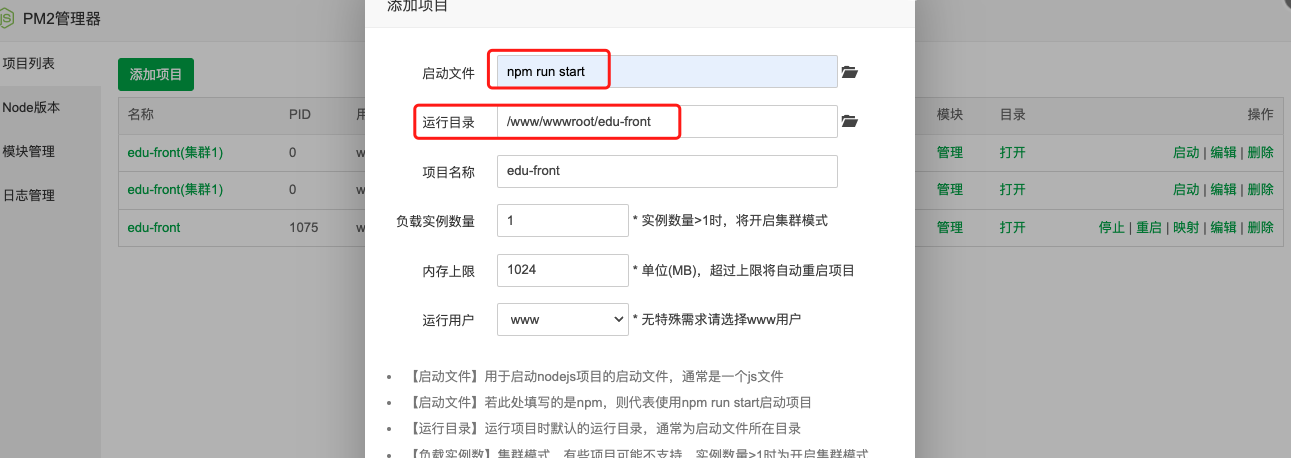 JS PM2管理器
添加项目
项目列表
Node版本
模块管理
日志管理
添加项目
名称 PID 模块 目录 操作
edu-front(集群1) 0 w 管理 打开 启动 | 编辑 | 删除
edu-front(集群1) 0 w 管理 打开 启动 | 编辑 | 删除
edu-front 1075 w 管理 打开 停止 | 重启 | 映射 | 编辑 | 删除
启动文件 npm run start
运行目录 /www/wwwroot/edu-front
项目名称 edu-front
负载实例数量 1 * 实例数量>1时，将开启集群模式
内存上限 1024 * 单位(MB)，超过上限将自动重启项目
运行用户 www * 无特殊需求请选择www用户
• 【启动文件】用于启动nodejs项目的启动文件，通常是一个js文件
• 【启动文件】若此处填写的是npm，则代表使用npm run start启动项目
• 【运行目录】运行项目时默认的运行目录，通常为启动文件所在目录
• 【负载实例数】集群模式，有些项目可能不支持，实例数量>1时为开启集群模式